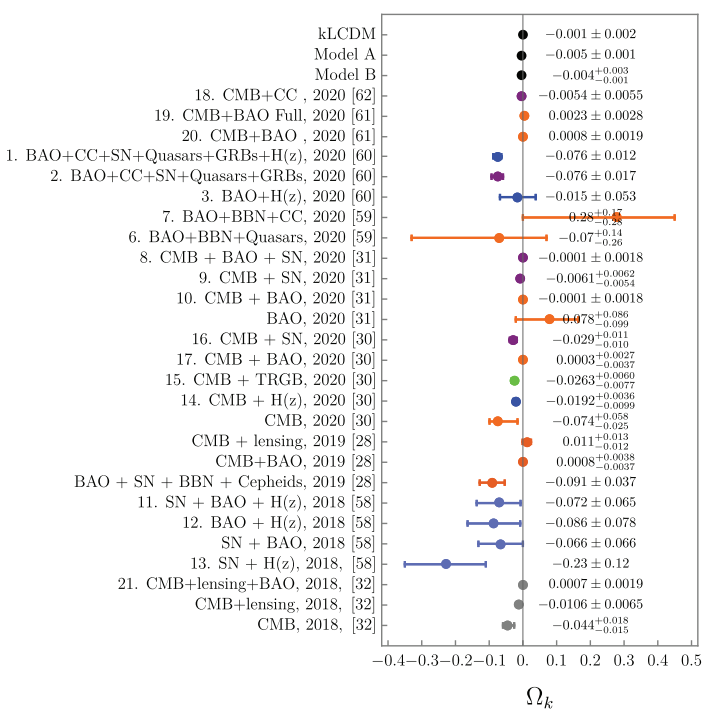 kLCDM −0.001 ± 0.002
Model A −0.005 ± 0.001
Model B −0.004^{+0.003}_{−0.001}
18. CMB+CC , 2020 [62] −0.0054 ± 0.0055
19. CMB+BAO Full, 2020 [61] 0.0023 ± 0.0028
20. CMB+BAO , 2020 [61] 0.0008 ± 0.0019
1. BAO+CC+SN+Quasars+GRBs+H(z), 2020 [60] −0.076 ± 0.012
2. BAO+CC+SN+Quasars+GRBs, 2020 [60] −0.076 ± 0.017
3. BAO+H(z), 2020 [60] −0.015 ± 0.053
7. BAO+BBN+CC, 2020 [59] 0.28^{+0.17}_{−0.28}
6. BAO+BBN+Quasars, 2020 [59] −0.07^{+0.14}_{−0.26}
8. CMB + BAO + SN, 2020 [31] −0.0001 ± 0.0018
9. CMB + SN, 2020 [31] −0.0061^{+0.0062}_{−0.0054}
10. CMB + BAO, 2020 [31] −0.0001 ± 0.0018
BAO, 2020 [31] 0.078^{+0.086}_{−0.099}
16. CMB + SN, 2020 [30] −0.029^{+0.011}_{−0.010}
17. CMB + BAO, 2020 [30] 0.0003^{+0.0027}_{−0.0037}
15. CMB + TRGB, 2020 [30] −0.0263^{+0.0060}_{−0.0077}
14. CMB + H(z), 2020 [30] −0.0192^{+0.0036}_{−0.0099}
CMB, 2020 [30] −0.074^{+0.058}_{−0.025}
CMB + lensing, 2019 [28] 0.011^{+0.013}_{−0.012}
CMB+BAO, 2019 [28] 0.0008^{+0.0038}_{−0.0037}
BAO + SN + BBN + Cepheids, 2019 [28] −0.091 ± 0.037
11. SN + BAO + H(z), 2018 [58] −0.072 ± 0.065
12. BAO + H(z), 2018 [58] −0.086 ± 0.078
SN + BAO, 2018 [58] −0.066 ± 0.066
13. SN + H(z), 2018, [58] −0.23 ± 0.12
21. CMB+lensing+BAO, 2018, [32] 0.0007 ± 0.0019
CMB+lensing, 2018, [32] −0.0106 ± 0.0065
CMB, 2018, [32] −0.044^{+0.018}_{−0.015}
−0.4 −0.3 −0.2 −0.1 0. 0.1 0.2 0.3 0.4 0.5
Ω_k